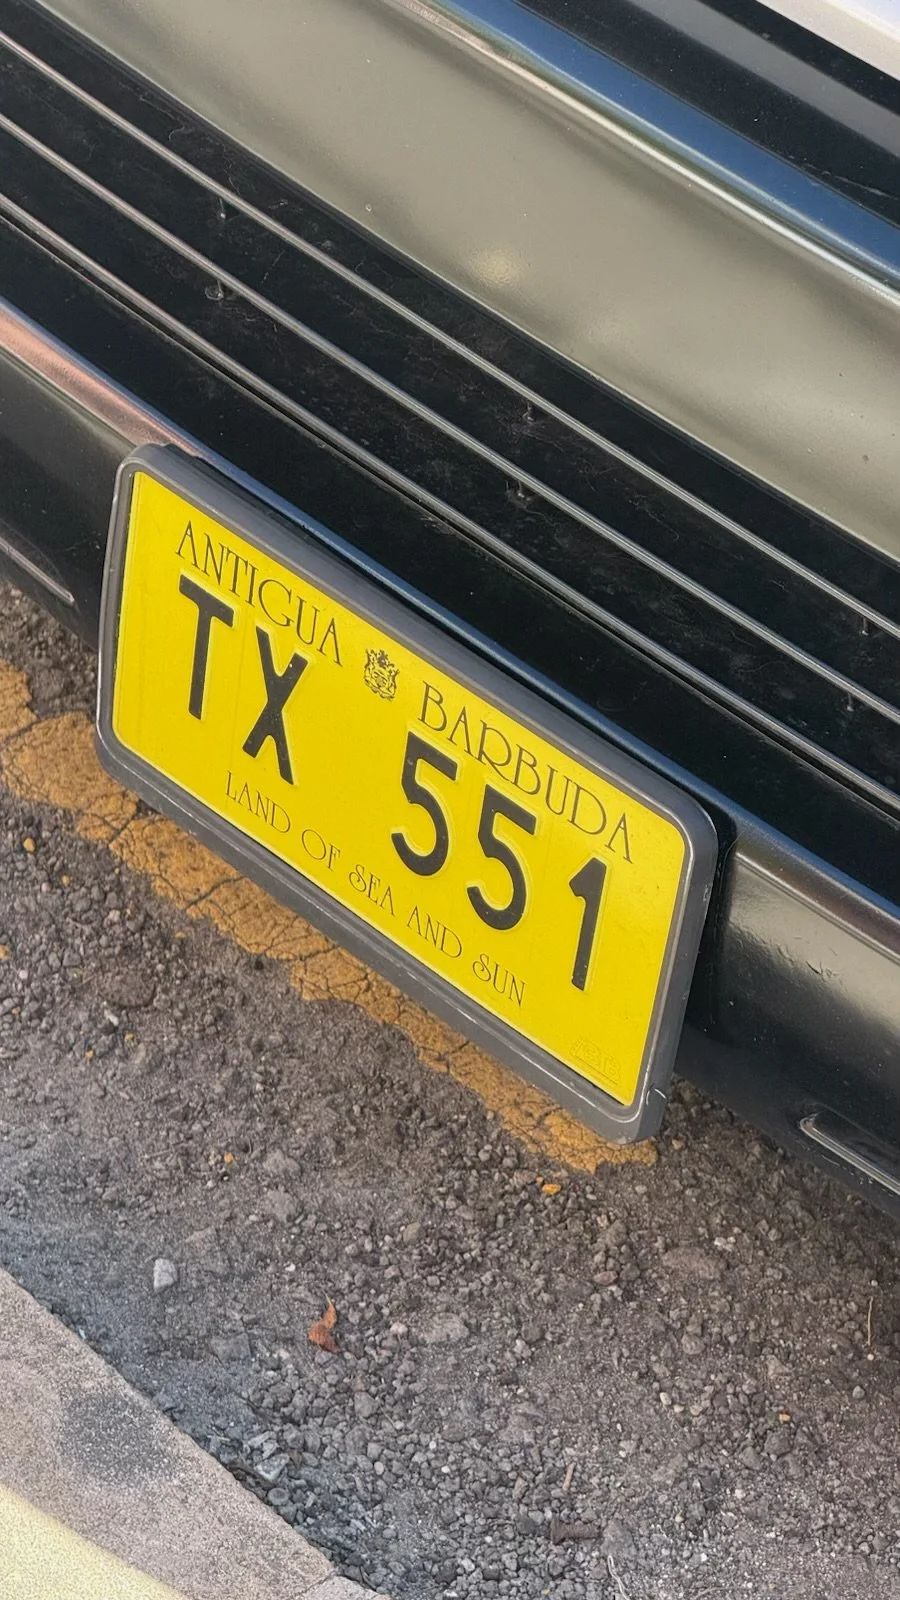 ANTIGUA BARBUDA
TX 551
LAND OF SEA AND SUN